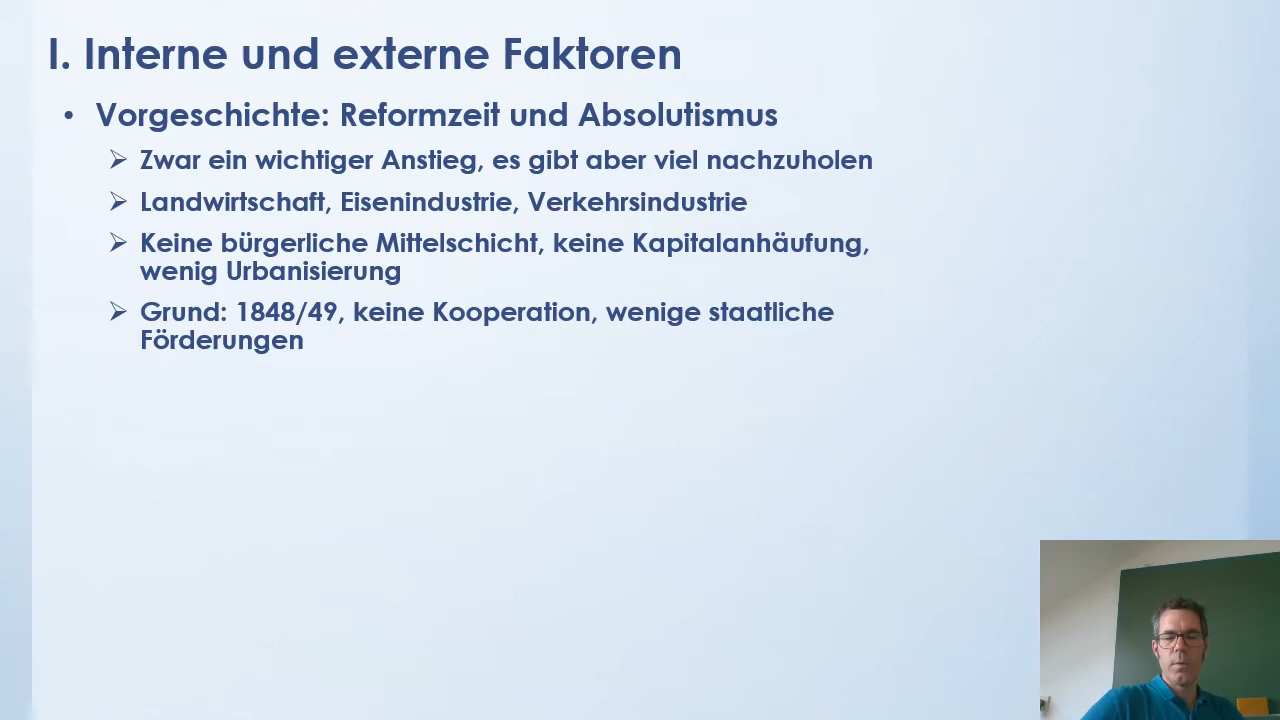 I. Interne und externe Faktoren
• Vorgeschichte: Reformzeit und Absolutismus
➢ Zwar ein wichtiger Anstieg, es gibt aber viel nachzuholen
➢ Landwirtschaft, Eisenindustrie, Verkehrsindustrie
➢ Keine bürgerliche Mittelschicht, keine Kapitalanhäufung,
wenig Urbanisierung
➢ Grund: 1848/49, keine Kooperation, wenige staatliche
Förderungen